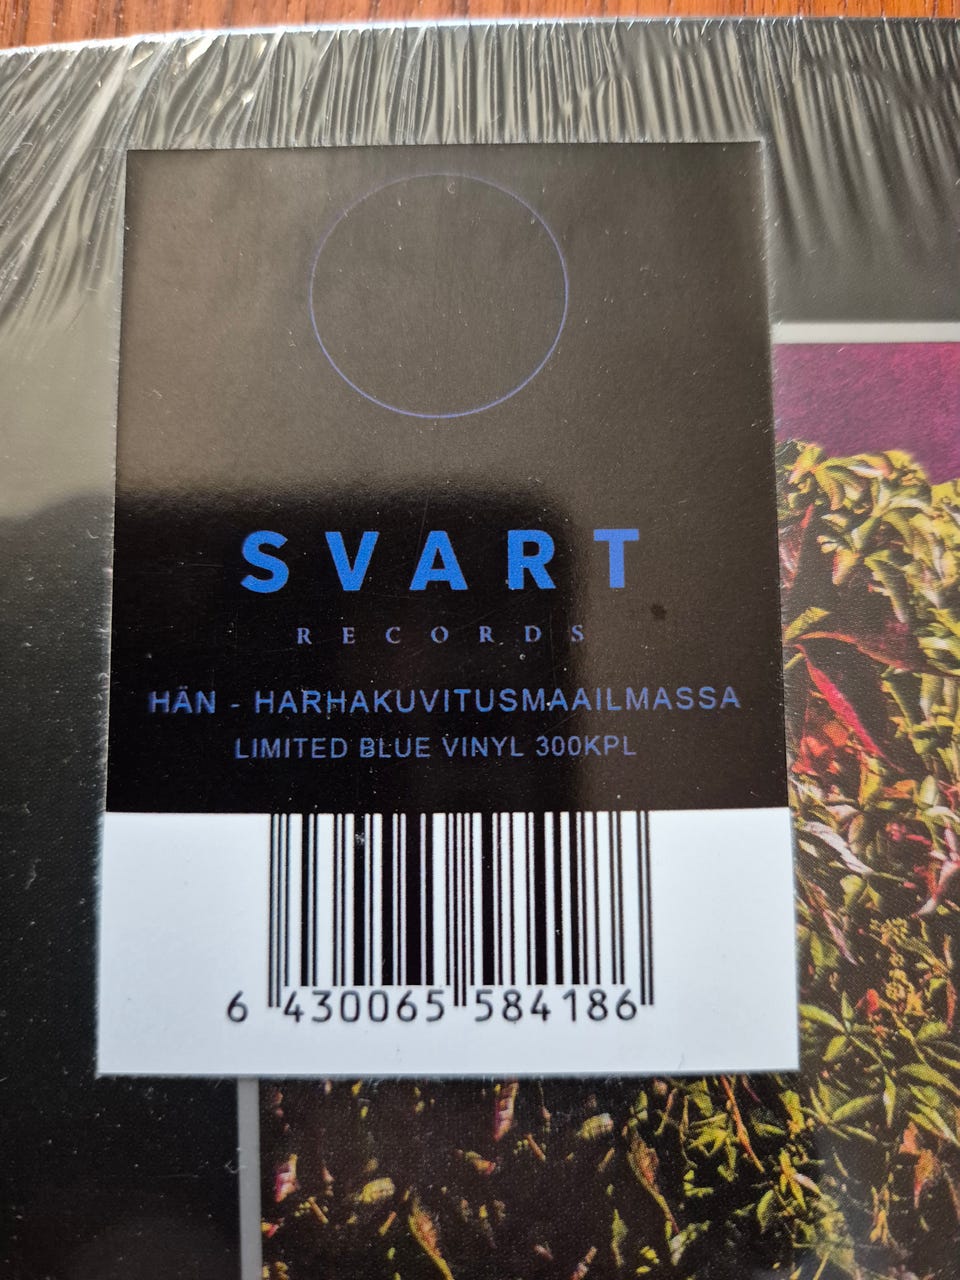 SVART
RECORDS
HÄN - HARHAKUVITUSMAAILMASSA
LIMITED BLUE VINYL 300KPL
6 430065 584186